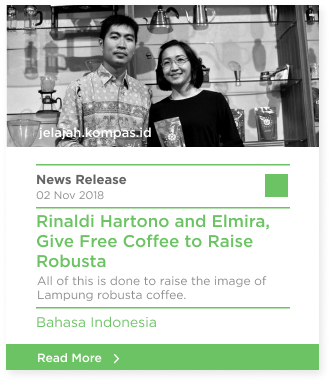 jelajah.kompas.id
News Release
02 Nov 2018
Rinaldi Hartono and Elmira,
Give Free Coffee to Raise
Robusta
All of this is done to raise the image of
Lampung robusta coffee.
Bahasa Indonesia
Read More